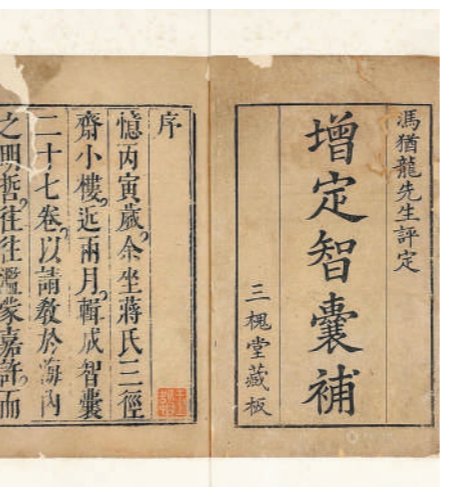 馮猶龍先生評定
增定智囊補
三槐堂藏板
序
憶丙寅歲余坐蔣氏三徑
齋小樓近兩月輯成智囊
二十七卷以請教於海內
之明哲往往濫蒙嘉許而